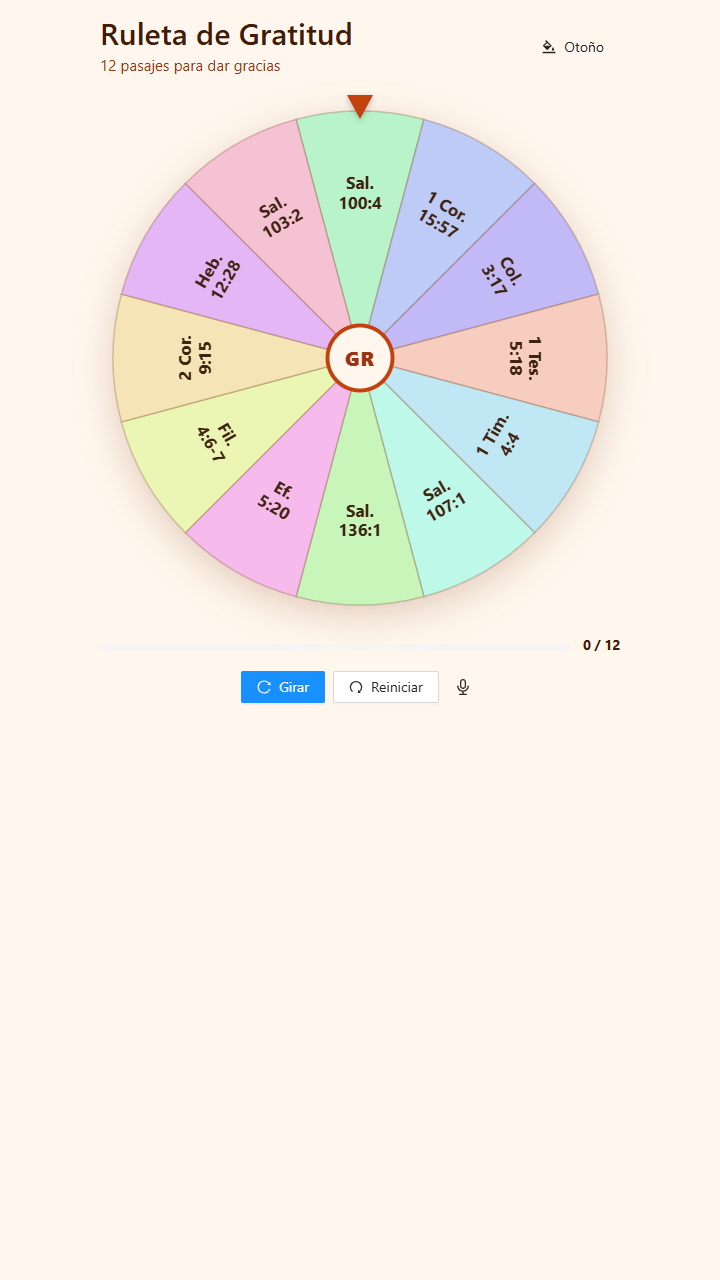 Ruleta de Gratitud
12 pasajes para dar gracias
Otoño
Sal.
100:4
1 Cor.
15:57
Col.
3:17
1 Tes.
5:18
1 Tim.
4:4
Sal.
107:1
Sal.
136:1
Ef.
5:20
Fil.
4:6-7
2 Cor.
9:15
Heb.
12:28
Sal.
103:2
GR
0 / 12
Girar
Reiniciar